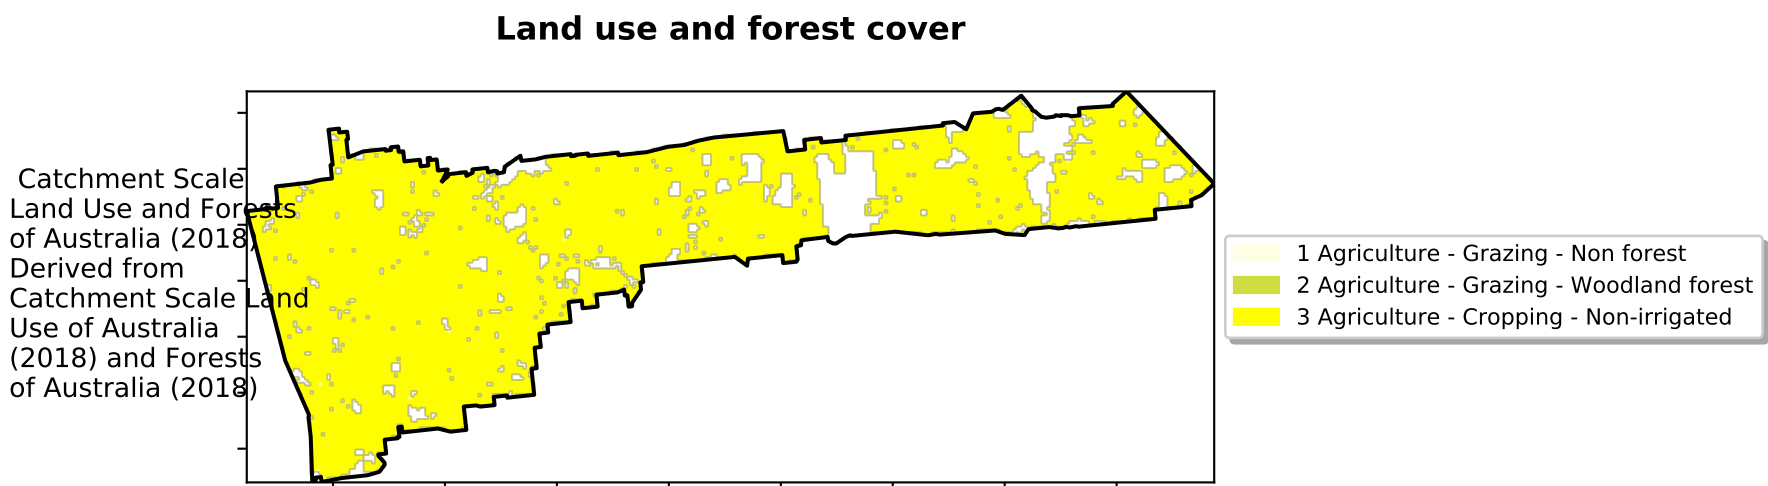 Land use and forest cover
Catchment Scale
Land Use and Forests
of Australia (2018)
Derived from
Catchment Scale Land
Use of Australia
(2018) and Forests
of Australia (2018)
1 Agriculture - Grazing - Non forest
2 Agriculture - Grazing - Woodland forest
3 Agriculture - Cropping - Non-irrigated